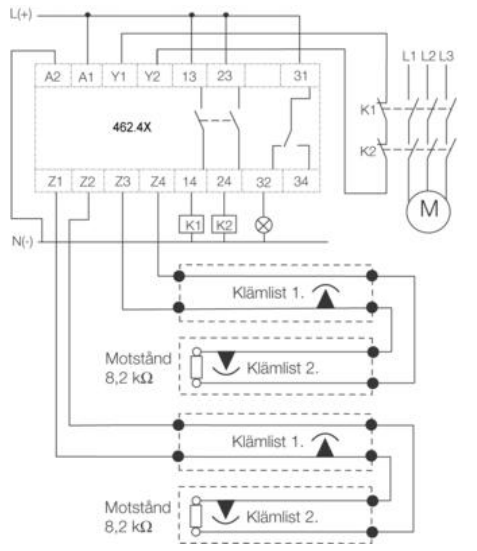 L(+)
A2 A1 Y1 Y2 13 23 31
L1 L2 L3
462.4X
K1
K2
Z1 Z2 Z3 Z4 14 24 32 34
K1 K2
M
N(-)
Klämlist 1.
Motstånd
8,2 kΩ
Klämlist 2.
Klämlist 1.
Motstånd
8,2 kΩ
Klämlist 2.